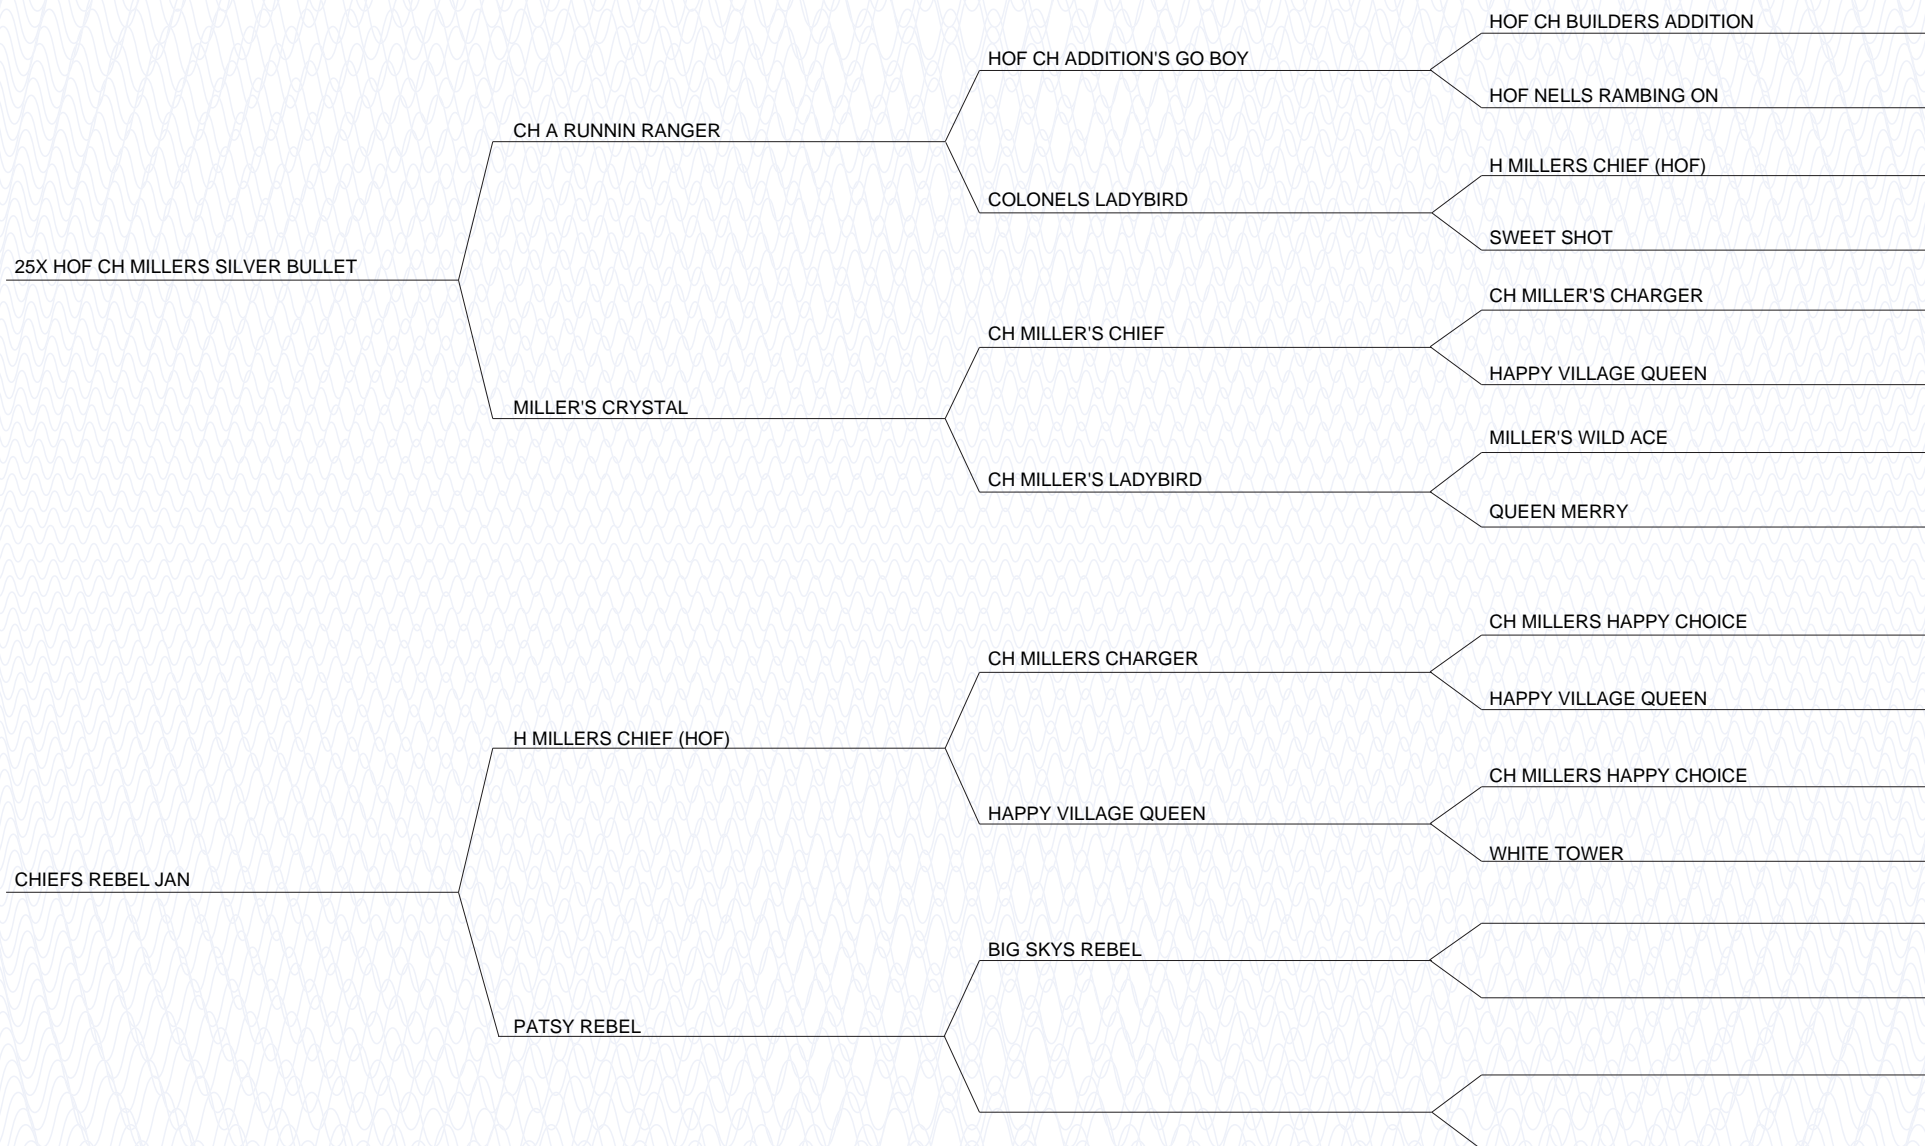 HOF CH BUILDERS ADDITION
HOF CH ADDITION'S GO BOY
HOF NELLS RAMBING ON
CH A RUNNIN RANGER
H MILLERS CHIEF (HOF)
COLONELS LADYBIRD
SWEET SHOT
25X HOF CH MILLERS SILVER BULLET
CH MILLER'S CHARGER
CH MILLER'S CHIEF
HAPPY VILLAGE QUEEN
MILLER'S CRYSTAL
MILLER'S WILD ACE
CH MILLER'S LADYBIRD
QUEEN MERRY
CH MILLERS HAPPY CHOICE
CH MILLERS CHARGER
HAPPY VILLAGE QUEEN
H MILLERS CHIEF (HOF)
CH MILLERS HAPPY CHOICE
HAPPY VILLAGE QUEEN
WHITE TOWER
CHIEFS REBEL JAN
BIG SKYS REBEL
PATSY REBEL